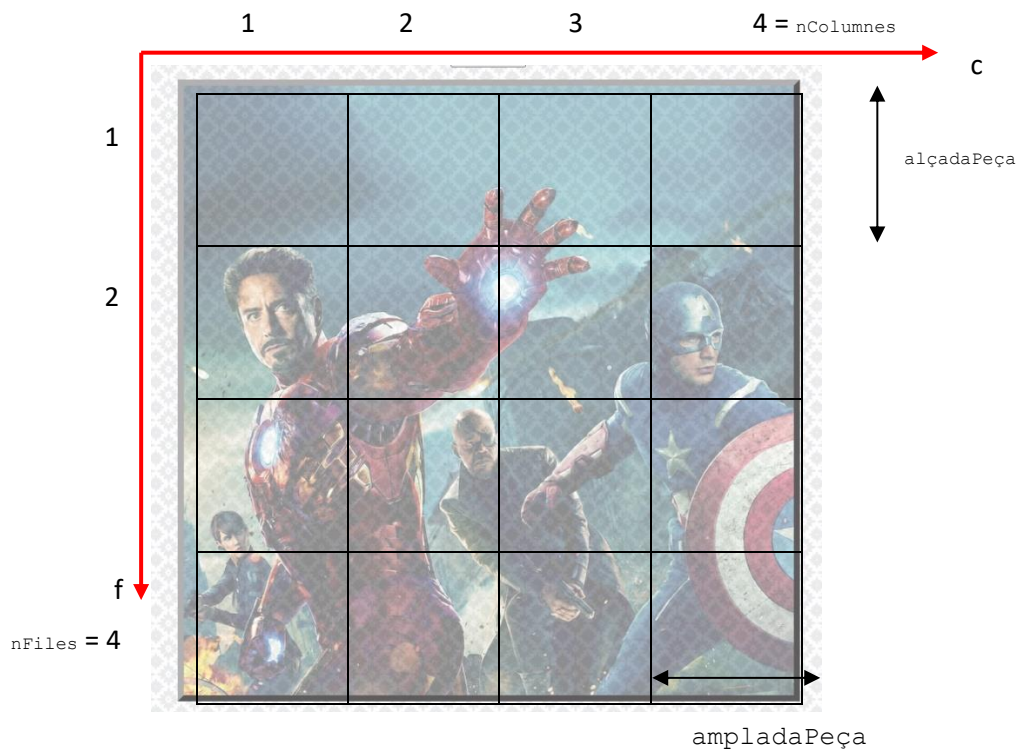 1 2 3 4 = nColumnes
c
1
alçadaPeça
2
f
nFiles = 4
ampladaPeça